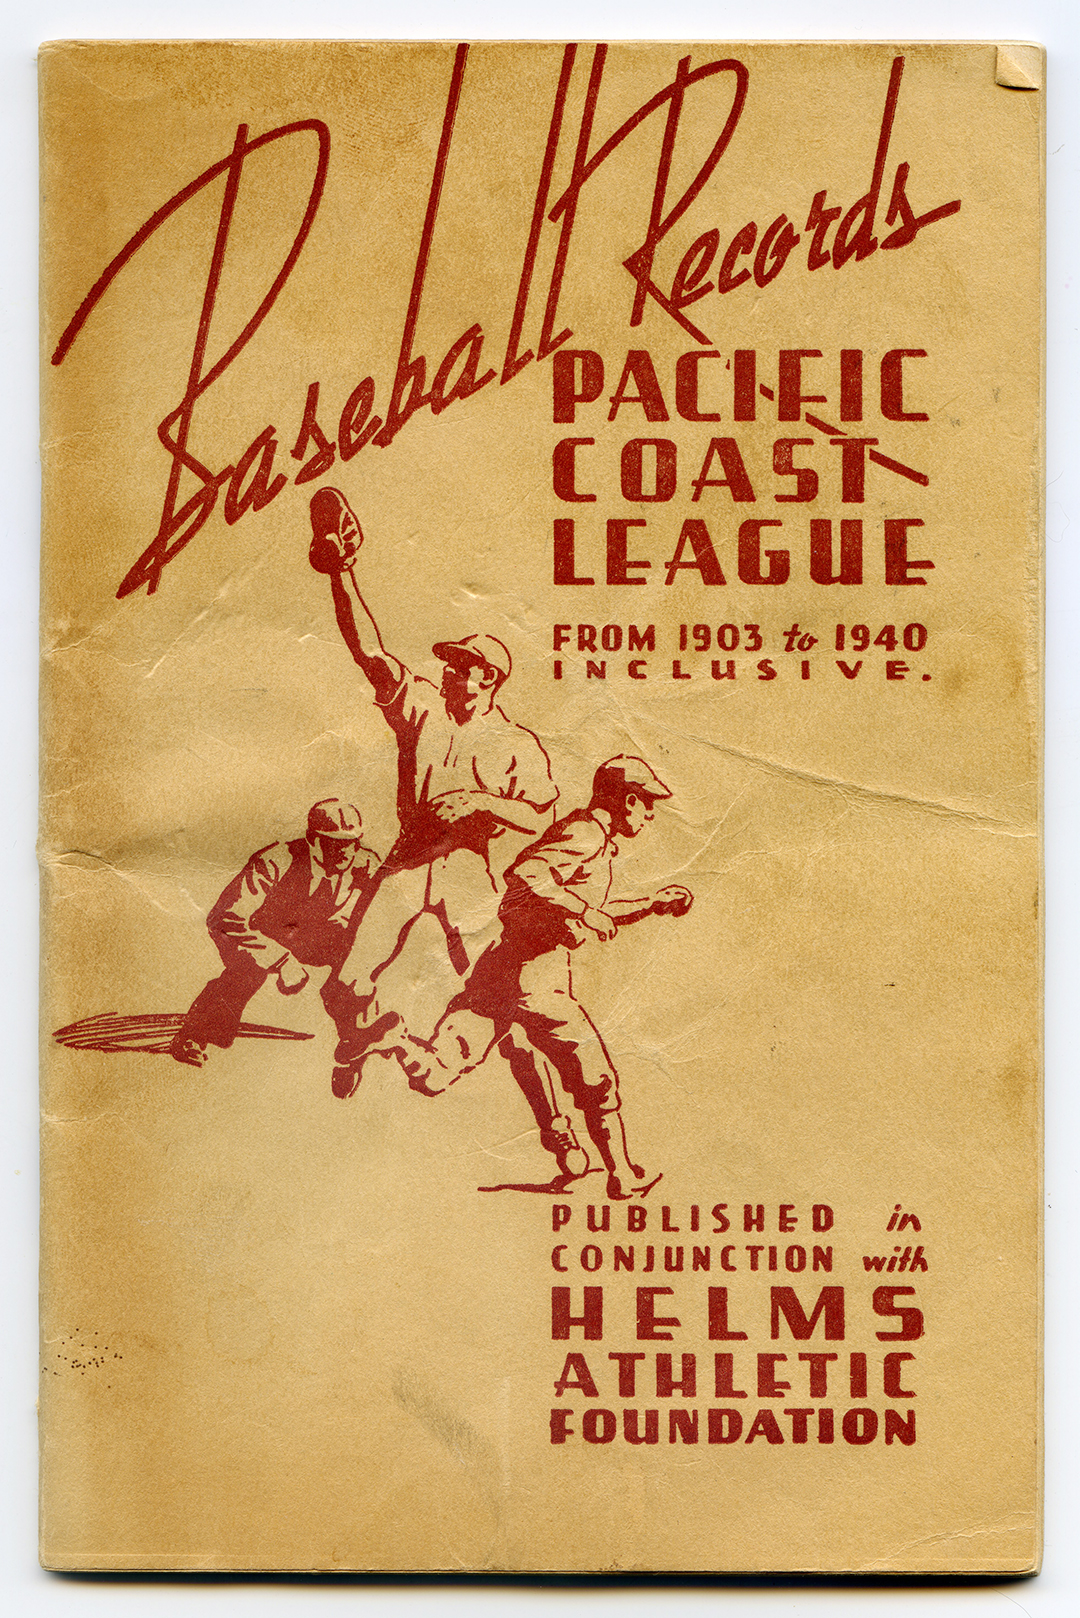 Baseball Records
PACIFIC
COAST
LEAGUE
FROM 1903 to 1940
INCLUSIVE.
PUBLISHED in
CONJUNCTION with
HELMS
ATHLETIC
FOUNDATION